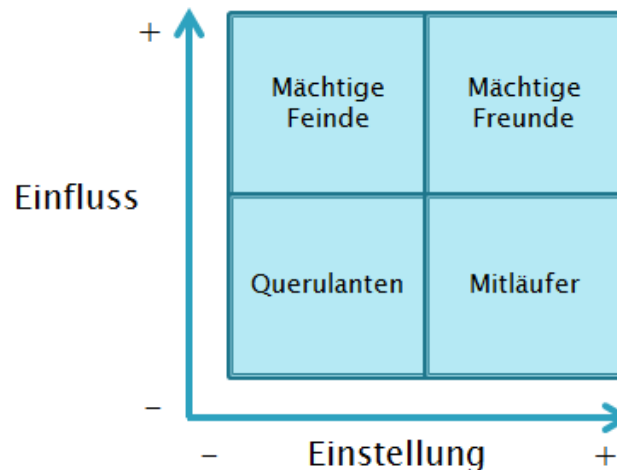 +
Mächtige
Feinde
Mächtige
Freunde
Einfluss
Querulanten
Mitläufer
–
–
Einstellung
+